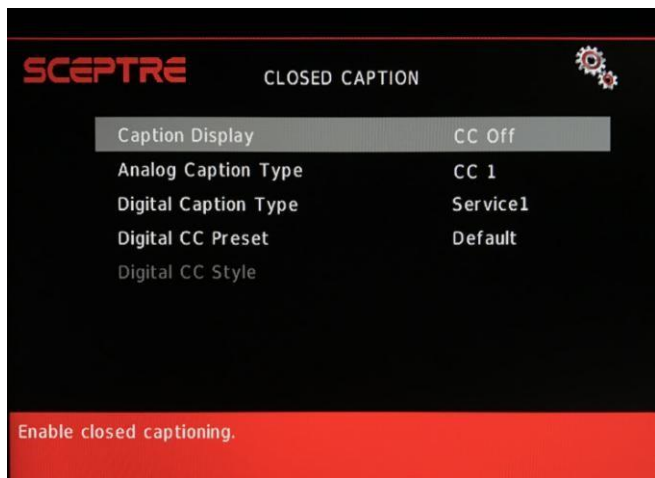 SCEPTRE
CLOSED CAPTION
Caption Display CC Off
Analog Caption Type CC 1
Digital Caption Type Service1
Digital CC Preset Default
Digital CC Style
Enable closed captioning.